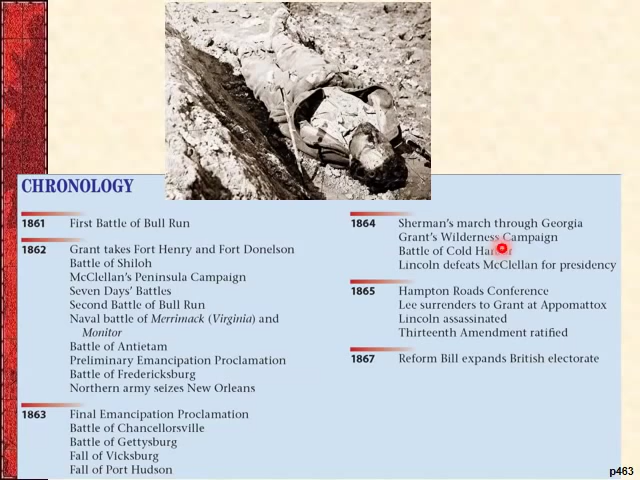 CHRONOLOGY
1861 First Battle of Bull Run
1862 Grant takes Fort Henry and Fort Donelson
Battle of Shiloh
McClellan's Peninsula Campaign
Seven Days' Battles
Second Battle of Bull Run
Naval battle of Merrimack (Virginia) and
Monitor
Battle of Antietam
Preliminary Emancipation Proclamation
Battle of Fredericksburg
Northern army seizes New Orleans
1863 Final Emancipation Proclamation
Battle of Chancellorsville
Battle of Gettysburg
Fall of Vicksburg
Fall of Port Hudson
1864 Sherman's march through Georgia
Grant's Wilderness Campaign
Battle of Cold
Lincoln defeats McClellan for presidency
1865 Hampton Roads Conference
Lee surrenders to Grant at Appomattox
Lincoln assassinated
Thirteenth Amendment ratified
1867 Reform Bill expands British electorate
p463